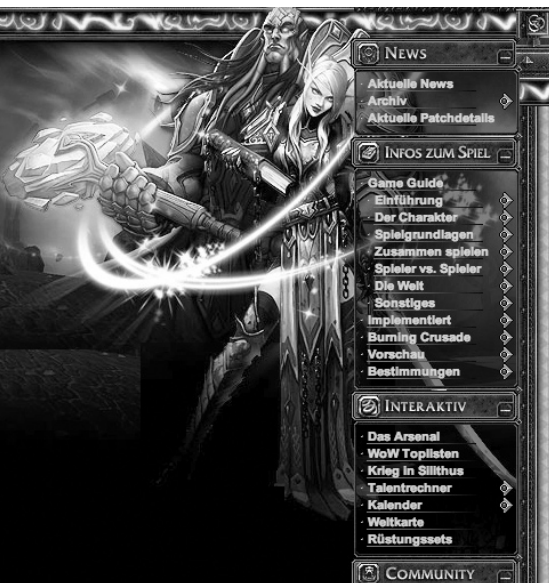 News
Aktuelle News
Archiv
Aktuelle Patchdetails
Infos zum Spiel
Game Guide
Einführung
Der Charakter
Spielgrundlagen
Zusammen spielen
Spieler vs. Spieler
Die Welt
Sonstiges
Implementiert
Burning Crusade
Vorschau
Bestimmungen
Interaktiv
Das Arsenal
WoW Toplisten
Krieg in Silithus
Talentrechner
Kalender
Weltkarte
Rüstungssets
Community